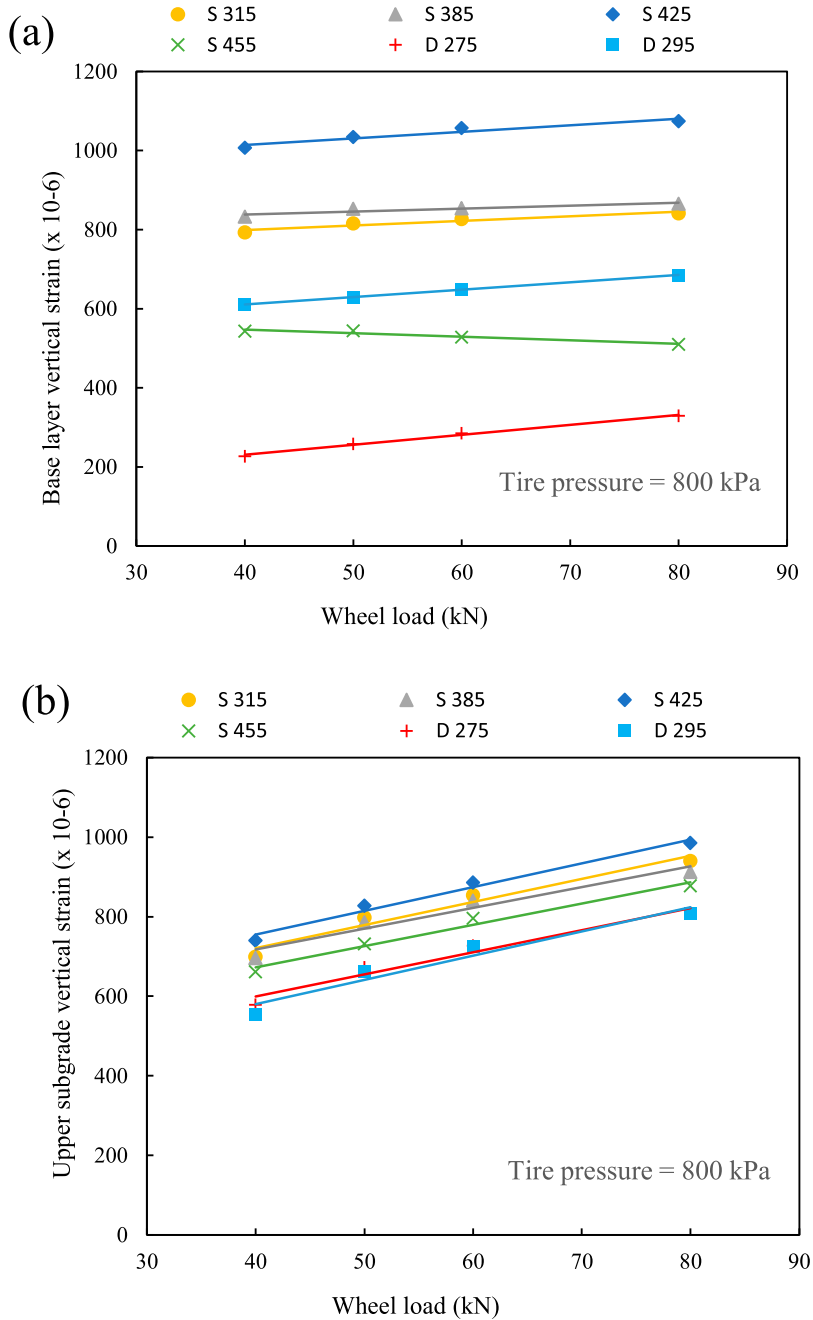 (a)
S 315 S 385 S 425
S 455 D 275 D 295
1200
1000
800
600
400
200
0
Base layer vertical strain (x 10-6)
Tire pressure = 800 kPa
30 40 50 60 70 80 90
Wheel load (kN)
(b)
S 315 S 385 S 425
S 455 D 275 D 295
1200
1000
800
600
400
200
0
Upper subgrade vertical strain (x 10-6)
Tire pressure = 800 kPa
30 40 50 60 70 80 90
Wheel load (kN)